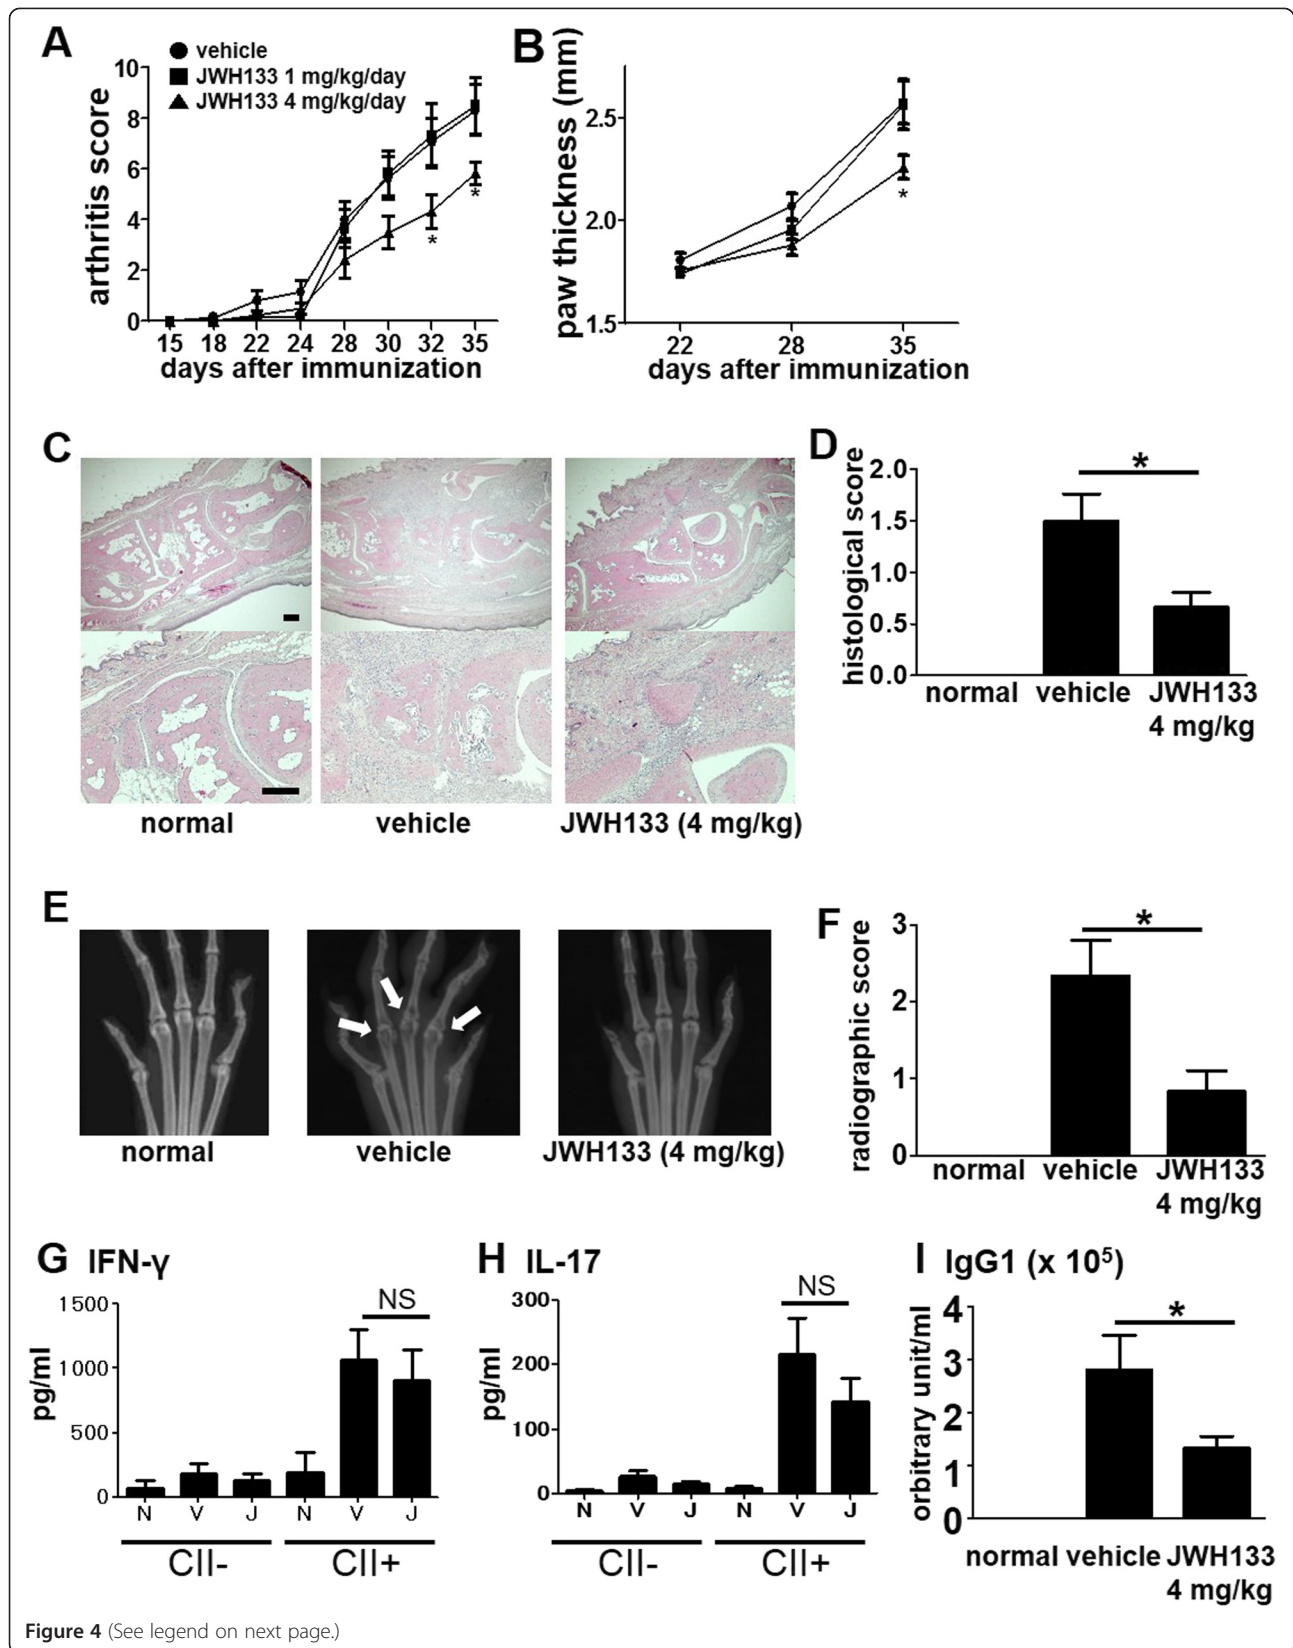 A
vehicle
JWH133 1 mg/kg/day
JWH133 4 mg/kg/day
arthritis score
10
8
6
4
2
0
*
*
15 18 22 24 28 30 32 35
days after immunization
B
paw thickness (mm)
2.5
2.0
1.5
*
22 28 35
days after immunization
C
normal
vehicle
JWH133 (4 mg/kg)
D
histological score
2.0
1.5
1.0
0.5
0.0
*
normal vehicle JWH133
4 mg/kg
E
normal
vehicle
JWH133 (4 mg/kg)
F
radiographic score
3
2
1
0
*
normal vehicle JWH133
4 mg/kg
G IFN-γ
pg/ml
1500
1000
500
0
NS
N V J N V J
CII- CII+
H IL-17
pg/ml
300
200
100
0
NS
N V J N V J
CII- CII+
I IgG1 (x 10⁵)
orbitrary unit/ml
4
3
2
1
0
*
normal vehicle JWH133
4 mg/kg
Figure 4 (See legend on next page.)